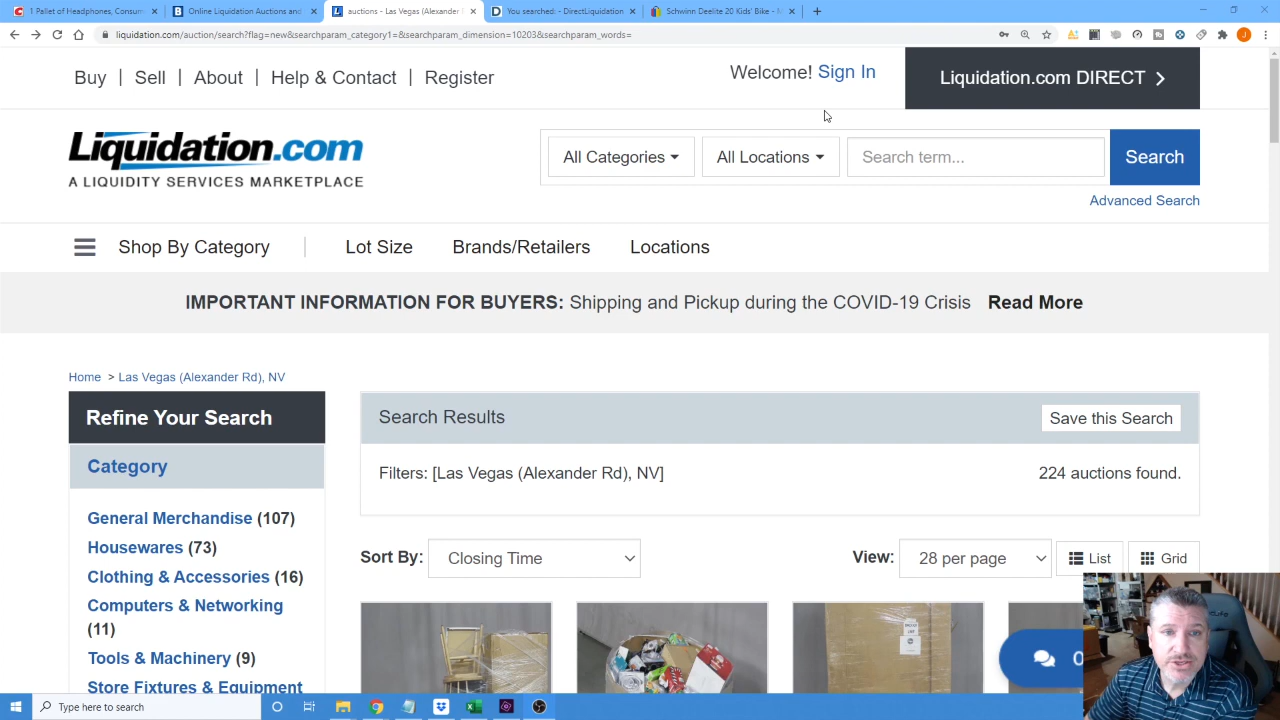 1 Pallet of Headphones, Consum
Online Liquidation Auctions and
auctions - Las Vegas (Alexander R
You searched: - DirectLiquidation
Schwinn Deelite 20 Kids' Bike - M
liquidation.com/auction/search?flag=new&searchparam_category1=&searchparam_dimension=10203&searchparam_words=
Buy | Sell | About | Help & Contact | Register
Welcome! Sign In
Liquidation.com DIRECT
Liquidation.com
A LIQUIDITY SERVICES MARKETPLACE
All Categories All Locations Search term... Search
Advanced Search
Shop By Category Lot Size Brands/Retailers Locations
IMPORTANT INFORMATION FOR BUYERS: Shipping and Pickup during the COVID-19 Crisis Read More
Home > Las Vegas (Alexander Rd), NV
Refine Your Search
Category
General Merchandise (107)
Housewares (73)
Clothing & Accessories (16)
Computers & Networking
(11)
Tools & Machinery (9)
Store Fixtures & Equipment
Search Results Save this Search
Filters: [Las Vegas (Alexander Rd), NV] 224 auctions found.
Sort By: Closing Time View: 28 per page List Grid
Type here to search